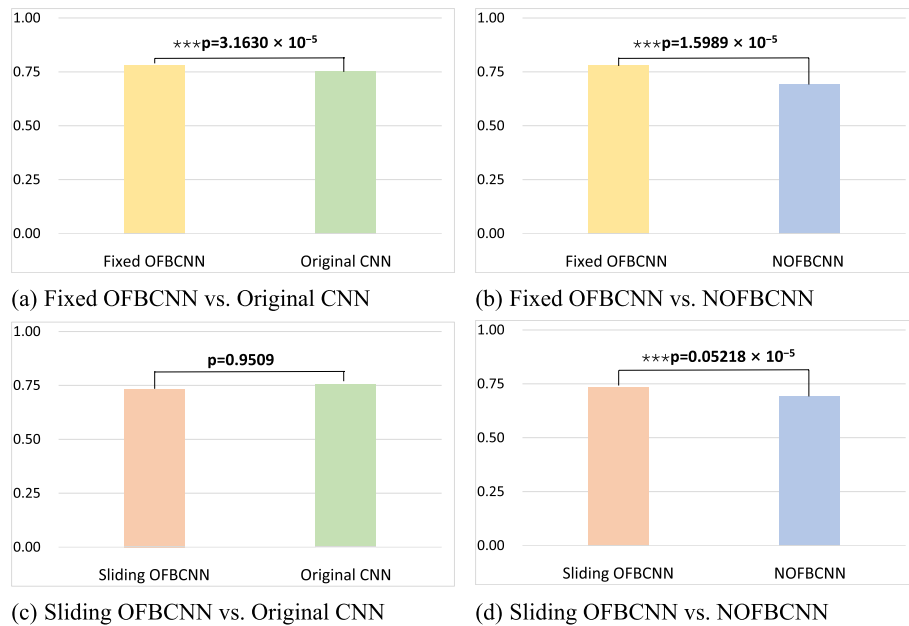 1.00
⋆⋆⋆p=3.1630 × 10⁻⁵
0.75
0.50
0.25
0.00
Fixed OFBCNN Original CNN
(a) Fixed OFBCNN vs. Original CNN
1.00
⋆⋆⋆p=1.5989 × 10⁻⁵
0.75
0.50
0.25
0.00
Fixed OFBCNN NOFBCNN
(b) Fixed OFBCNN vs. NOFBCNN
1.00
p=0.9509
0.75
0.50
0.25
0.00
Sliding OFBCNN Original CNN
(c) Sliding OFBCNN vs. Original CNN
1.00
⋆⋆⋆p=0.05218 × 10⁻⁵
0.75
0.50
0.25
0.00
Sliding OFBCNN NOFBCNN
(d) Sliding OFBCNN vs. NOFBCNN